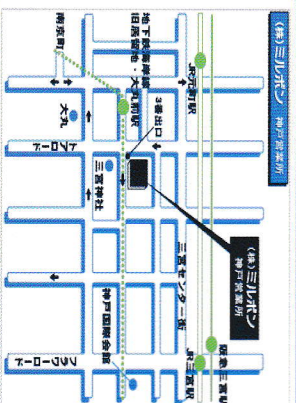 (株)ミルボン 神戸営業所
JR元町駅
地下鉄海岸線
旧居留地・大丸前駅
3番出口
南京町
大丸
トアロード
三宮神社
(株)ミルボン
神戸営業所
三宮センター街
阪急三宮駅
JR三宮駅
神戸国際会館
フラワーロード